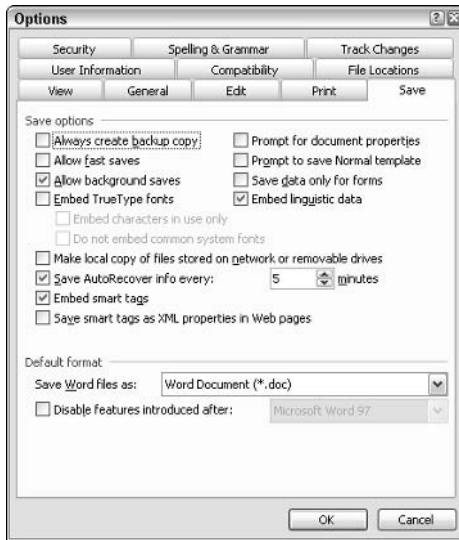 Options
Security Spelling & Grammar Track Changes
User Information Compatibility File Locations
View General Edit Print Save
Save options
Always create backup copy Prompt for document properties
Allow fast saves Prompt to save Normal template
Allow background saves Save data only for forms
Embed TrueType fonts Embed linguistic data
Embed characters in use only
Do not embed common system fonts
Make local copy of files stored on network or removable drives
Save AutoRecover info every: 5 minutes
Embed smart tags
Save smart tags as XML properties in Web pages
Default format
Save Word files as: Word Document (*.doc)
Disable features introduced after: Microsoft Word 97
OK Cancel